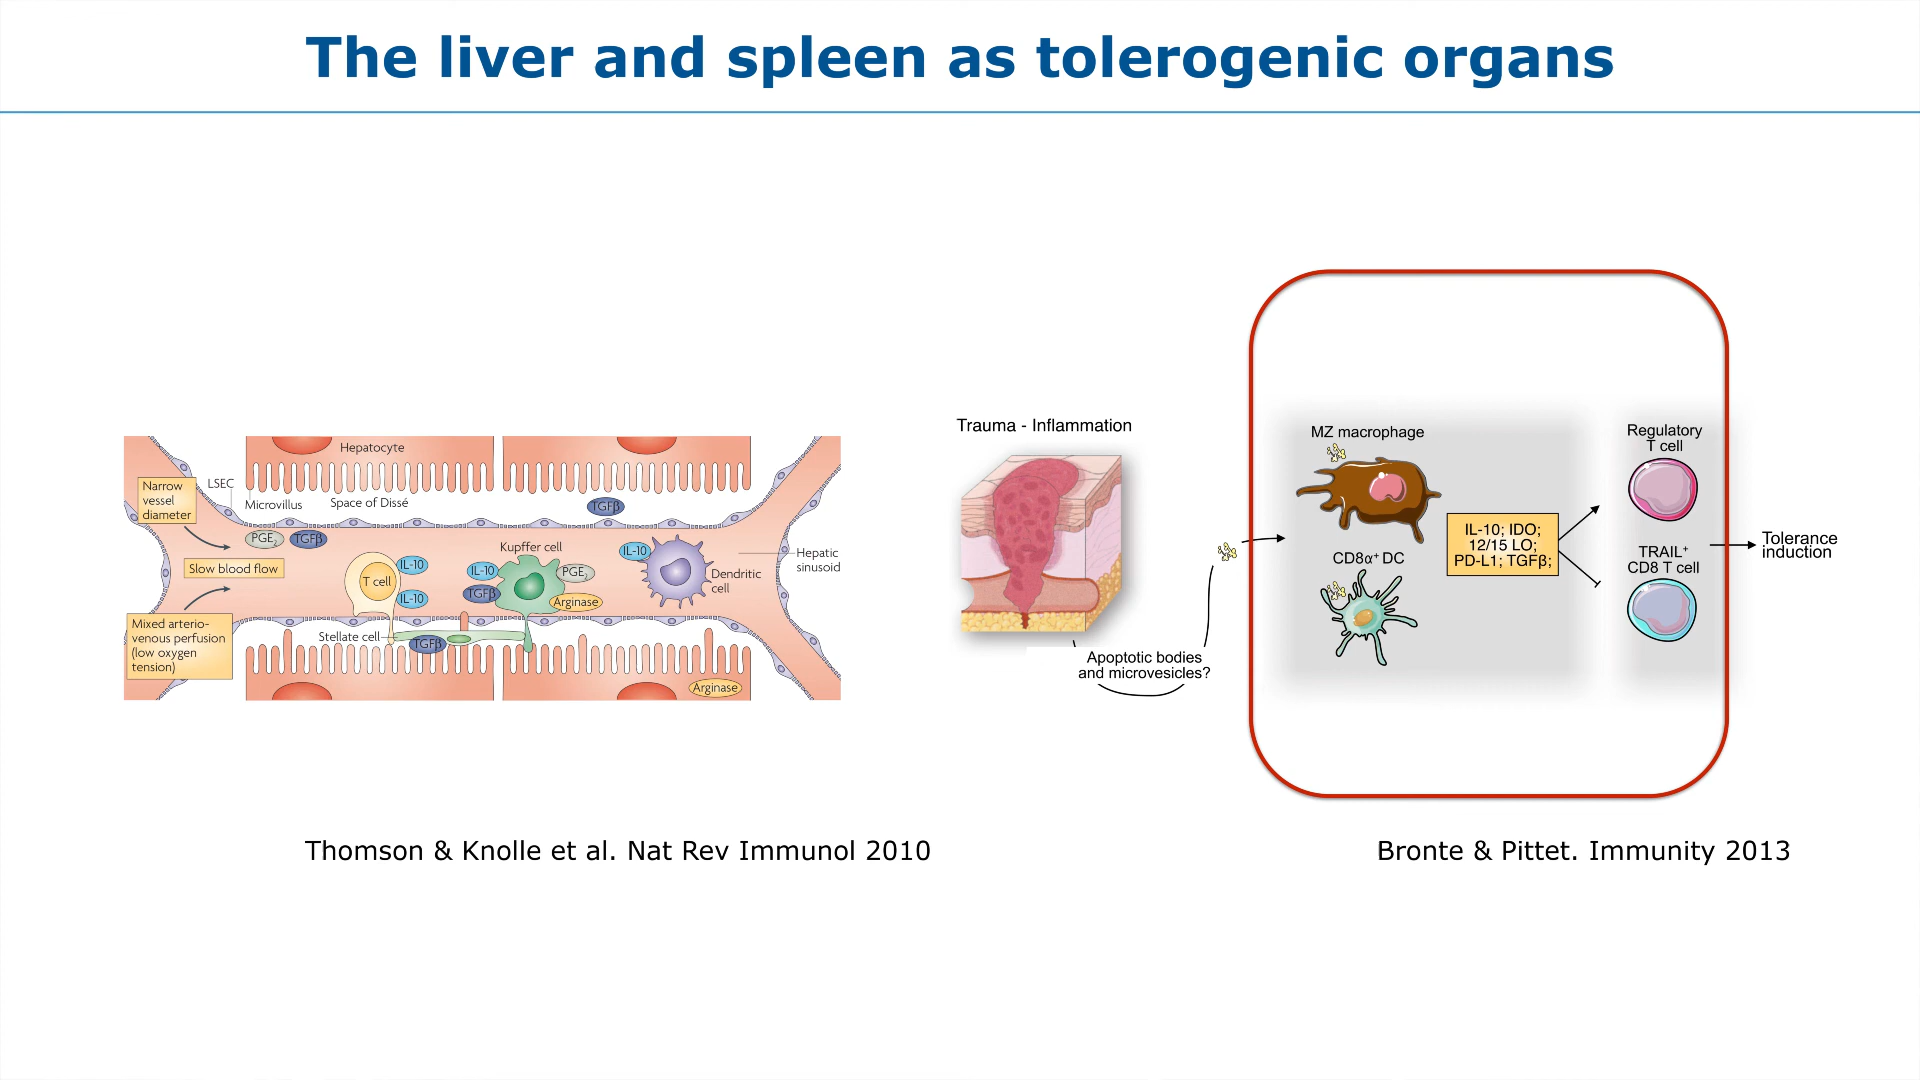 The liver and spleen as tolerogenic organs
Hepatocyte
Narrow
vessel
diameter
LSEC
Microvillus
Space of Dissé
TGFβ
PGE₂
TGFβ
Slow blood flow
T cell
IL-10
IL-10
Kupffer cell
IL-10
TGFβ
PGE₂
Arginase
IL-10
Dendritic
cell
Hepatic
sinusoid
Mixed arterio-
venous perfusion
(low oxygen
tension)
Stellate cell
TGFβ
Arginase
Thomson & Knolle et al. Nat Rev Immunol 2010
Trauma - Inflammation
Apoptotic bodies
and microvesicles?
MZ macrophage
CD8α⁺ DC
IL-10; IDO;
12/15 LO;
PD-L1; TGFβ;
Regulatory
T cell
TRAIL⁺
CD8 T cell
Tolerance
induction
Bronte & Pittet. Immunity 2013